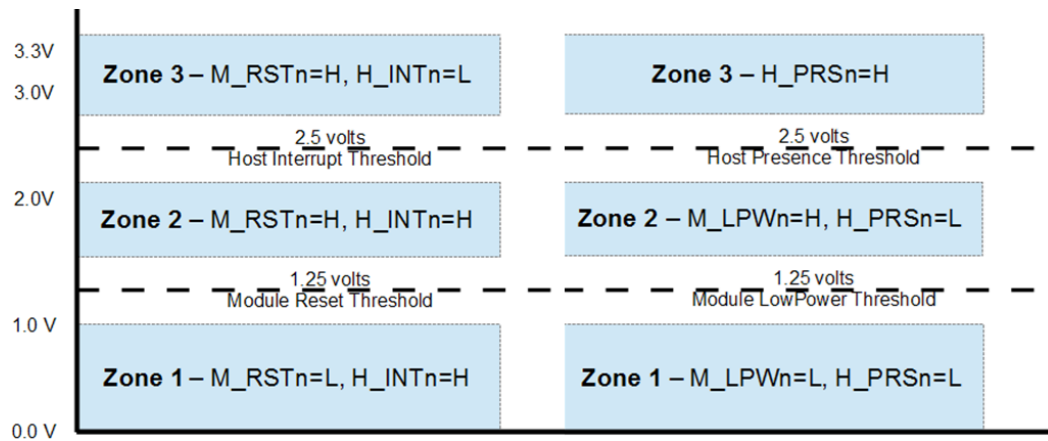 3.3V
Zone 3 – M_RSTn=H, H_INTn=L
Zone 3 – H_PRSn=H
3.0V
2.5 volts
2.5 volts
Host Interrupt Threshold
Host Presence Threshold
2.0V
Zone 2 – M_RSTn=H, H_INTn=H
Zone 2 – M_LPWn=H, H_PRSn=L
1.25 volts
1.25 volts
Module Reset Threshold
Module LowPower Threshold
1.0 V
Zone 1 – M_RSTn=L, H_INTn=H
Zone 1 – M_LPWn=L, H_PRSn=L
0.0 V